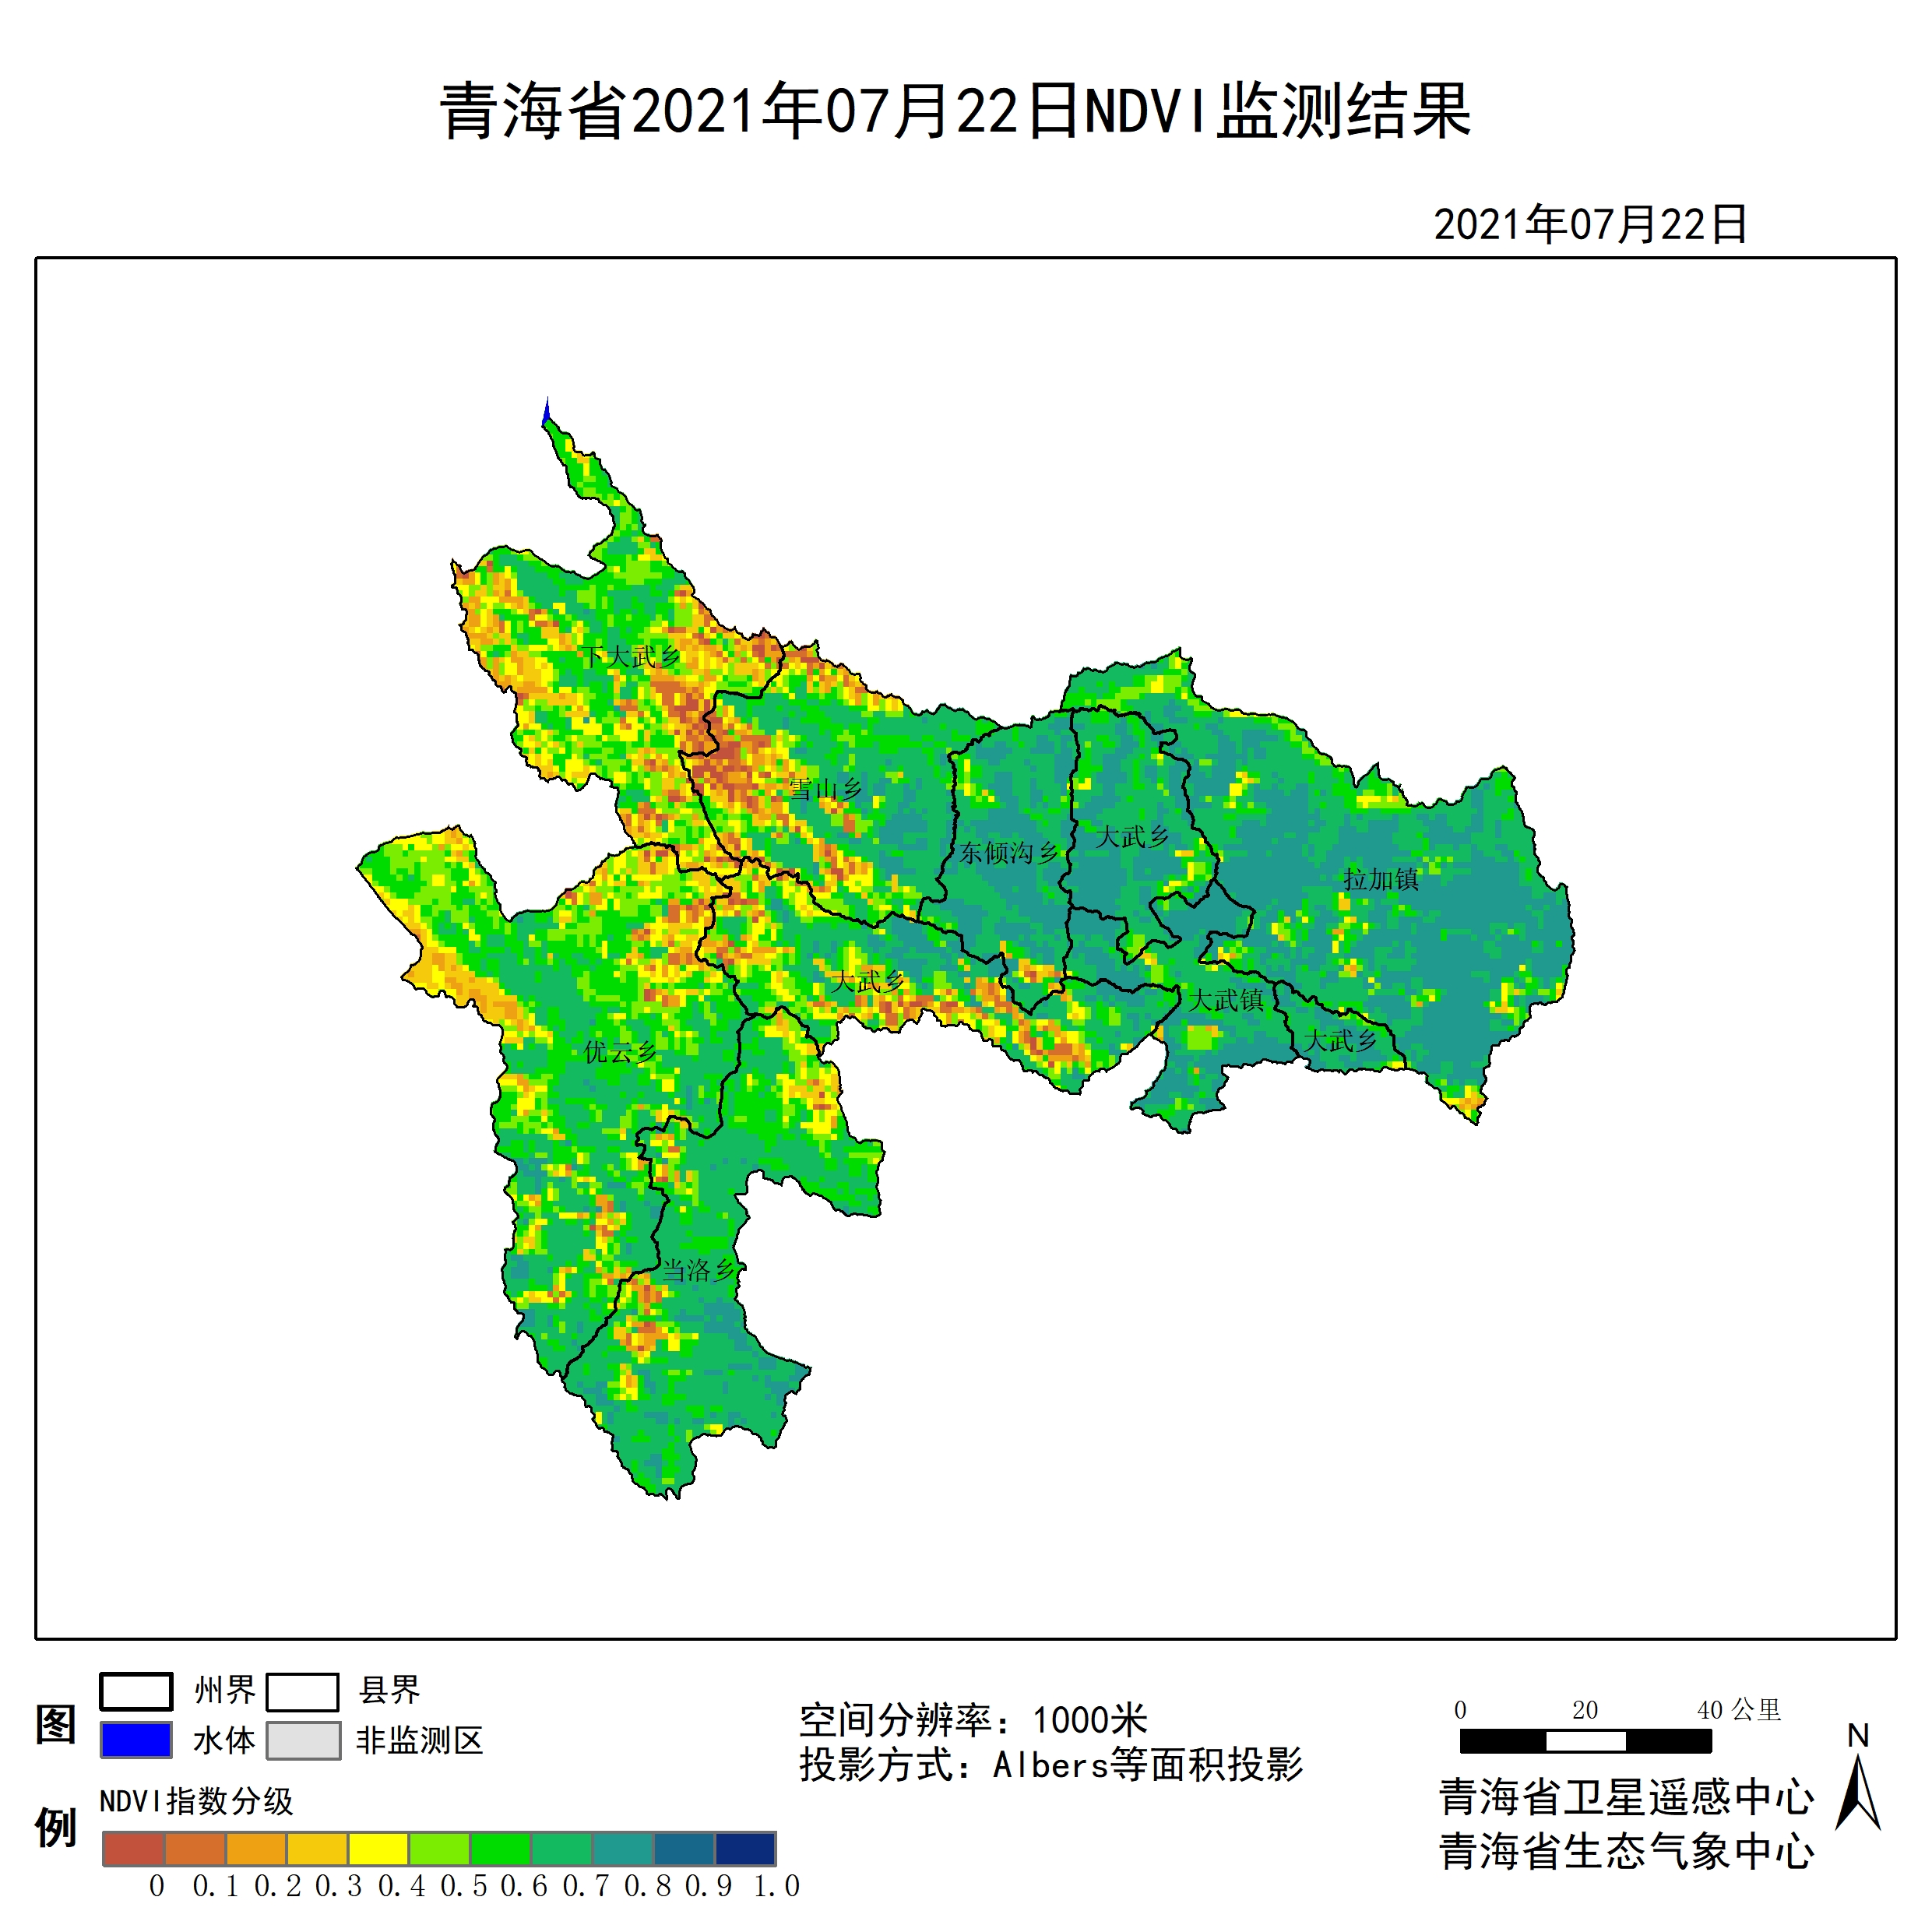 青海省2021年07月22日NDVI监测结果
2021年07月22日
下大武乡
雪山乡
大武乡
东倾沟乡
拉加镇
大武乡
大武镇
大武乡
优云乡
当洛乡
图例
州界 县界
水体 非监测区
NDVI指数分级
0 0.1 0.2 0.3 0.4 0.5 0.6 0.7 0.8 0.9 1.0
空间分辨率：1000米
投影方式：Albers等面积投影
0 20 40 公里
N
青海省卫星遥感中心
青海省生态气象中心